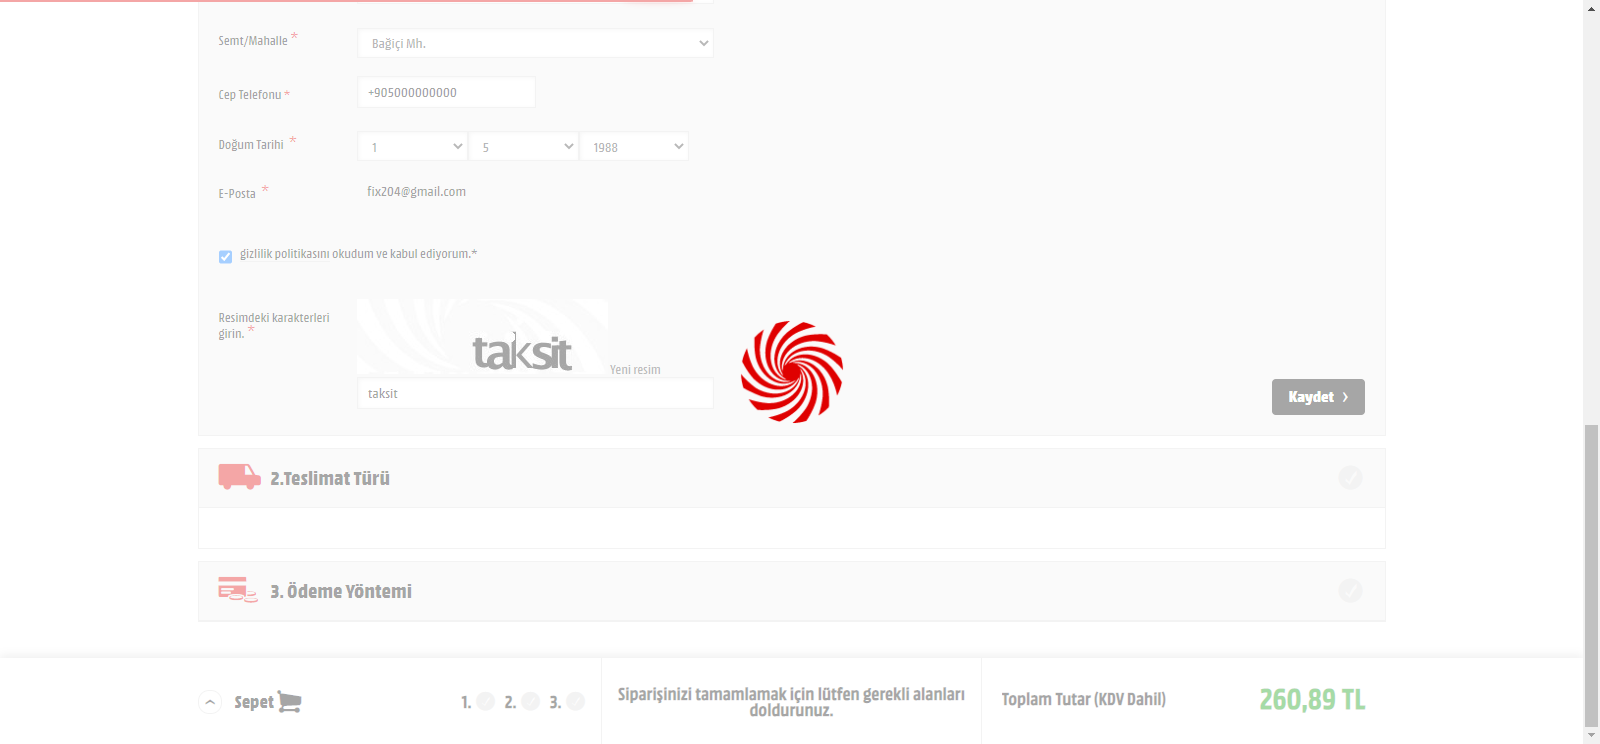 Semt/Mahalle *
Bağiçi Mh.
Cep Telefonu *
+905000000000
Doğum Tarihi *
1 5 1988
E-Posta *
fix204@gmail.com
gizlilik politikasını okudum ve kabul ediyorum.*
Resimdeki karakterleri
girin. *
taksit
Yeni resim
taksit
Kaydet
2.Teslimat Türü
3. Ödeme Yöntemi
Sepet
1. 2. 3.
Siparişinizi tamamlamak için lütfen gerekli alanları
doldurunuz.
Toplam Tutar (KDV Dahil)
260,89 TL